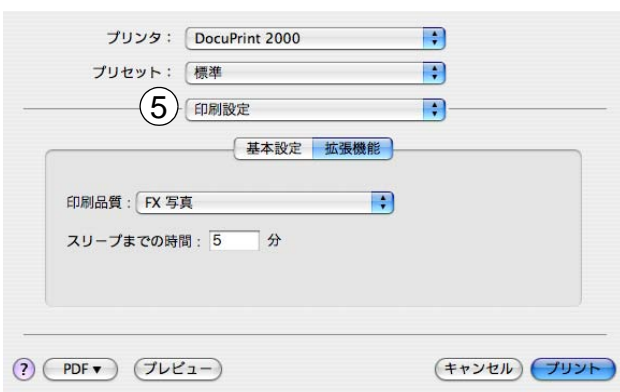 プリンタ： DocuPrint 2000
プリセット： 標準
⑤ 印刷設定
基本設定 拡張機能
印刷品質： FX 写真
スリープまでの時間： 5 分
? PDF▼ プレビュー キャンセル プリント